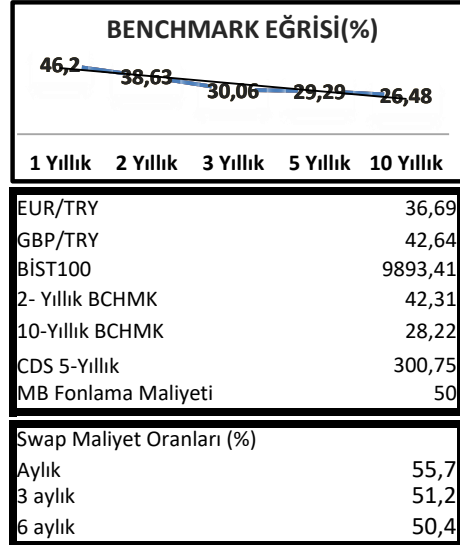 BENCHMARK EĞRİSİ(%)
46,2 38,63 30,06 29,29 26,48
1 Yıllık 2 Yıllık 3 Yıllık 5 Yıllık 10 Yıllık
EUR/TRY 36,69
GBP/TRY 42,64
BİST100 9893,41
2- Yıllık BCHMK 42,31
10-Yıllık BCHMK 28,22
CDS 5-Yıllık 300,75
MB Fonlama Maliyeti 50
Swap Maliyet Oranları (%)
Aylık 55,7
3 aylık 51,2
6 aylık 50,4